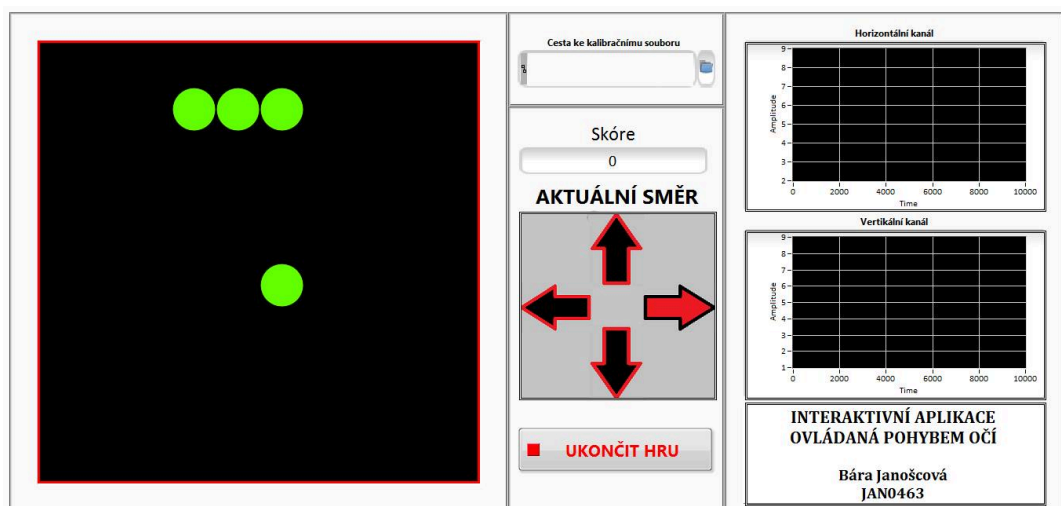 Cesta ke kalibračnímu souboru
Skóre
0
AKTUÁLNÍ SMĚR
UKONČIT HRU
Horizontální kanál
Amplitude
9
8
7
6
5
4
3
2
0 2000 4000 6000 8000 10000
Time
Vertikální kanál
Amplitude
9
8
7
6
5
4
3
2
1
0 2000 4000 6000 8000 10000
Time
INTERAKTIVNÍ APLIKACE
OVLÁDANÁ POHYBEM OČÍ
Bára Janošcová
JAN0463